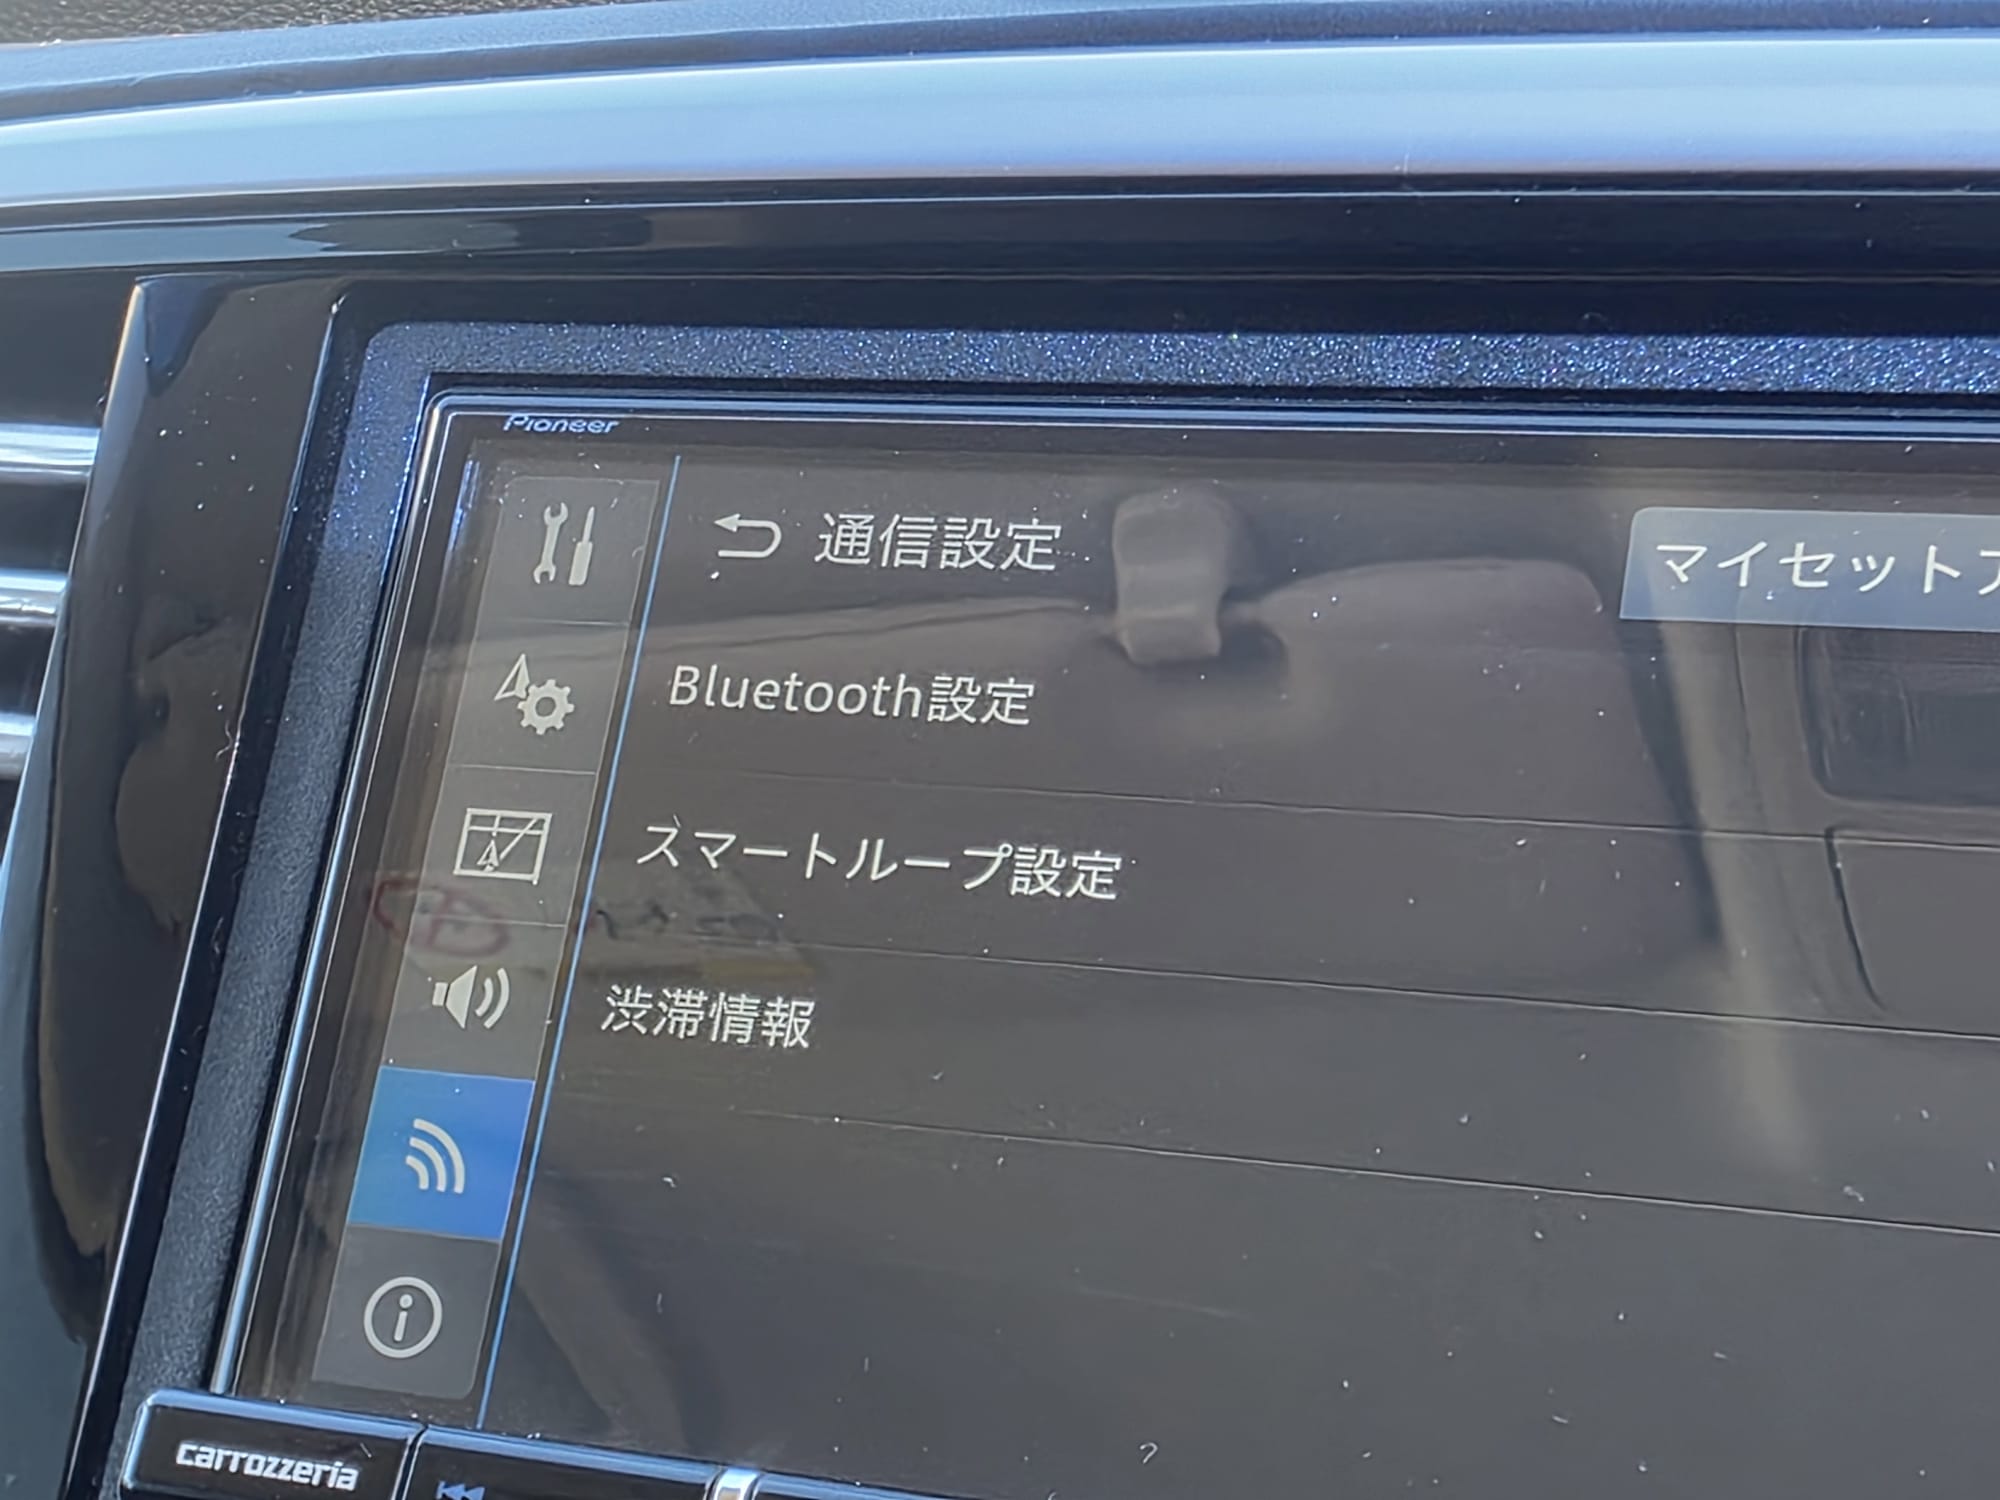 Pioneer
通信設定
マイセット
Bluetooth設定
スマートループ設定
渋滞情報
carrozzeria